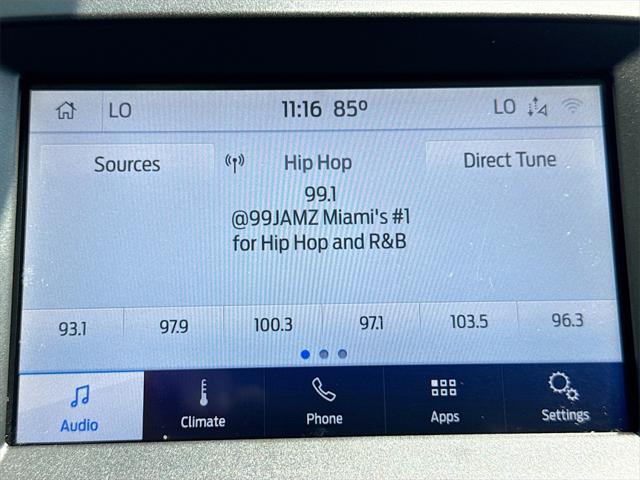 LO 11:16 85° LO
Sources Hip Hop Direct Tune
99.1
@99JAMZ Miami's #1
for Hip Hop and R&B
93.1 97.9 100.3 97.1 103.5 96.3
Audio Climate Phone Apps Settings